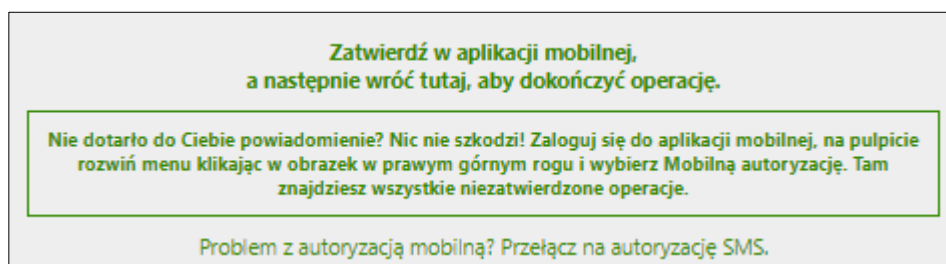 Zatwierdź w aplikacji mobilnej,
a następnie wróć tutaj, aby dokończyć operację.
Nie dotarło do Ciebie powiadomienie? Nic nie szkodzi! Zaloguj się do aplikacji mobilnej, na pulpicie
rozwiń menu klikając w obrazek w prawym górnym rogu i wybierz Mobilną autoryzację. Tam
znajdziesz wszystkie niezatwierdzone operacje.
Problem z autoryzacją mobilną? Przełącz na autoryzację SMS.